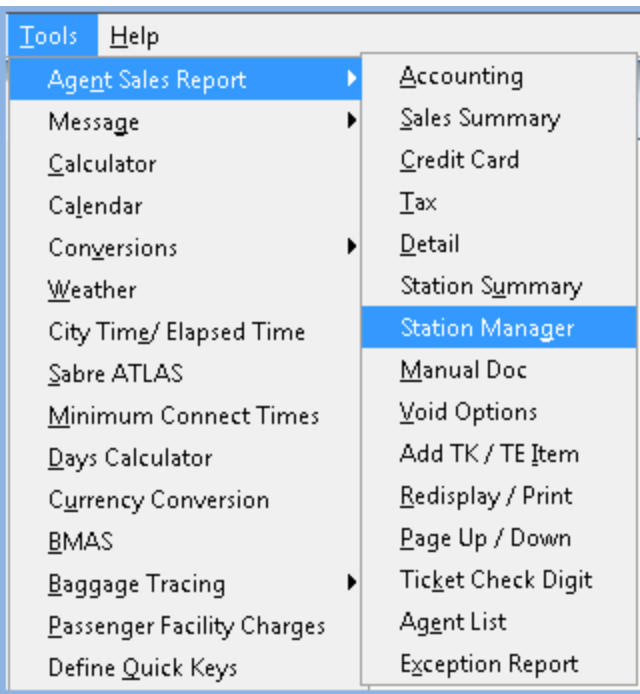 Tools Help
Agent Sales Report
Message
Calculator
Calendar
Conversions
Weather
City Time/ Elapsed Time
Sabre ATLAS
Minimum Connect Times
Days Calculator
Currency Conversion
BMAS
Baggage Tracing
Passenger Facility Charges
Define Quick Keys
Accounting
Sales Summary
Credit Card
Tax
Detail
Station Summary
Station Manager
Manual Doc
Void Options
Add TK / TE Item
Redisplay / Print
Page Up / Down
Ticket Check Digit
Agent List
Exception Report